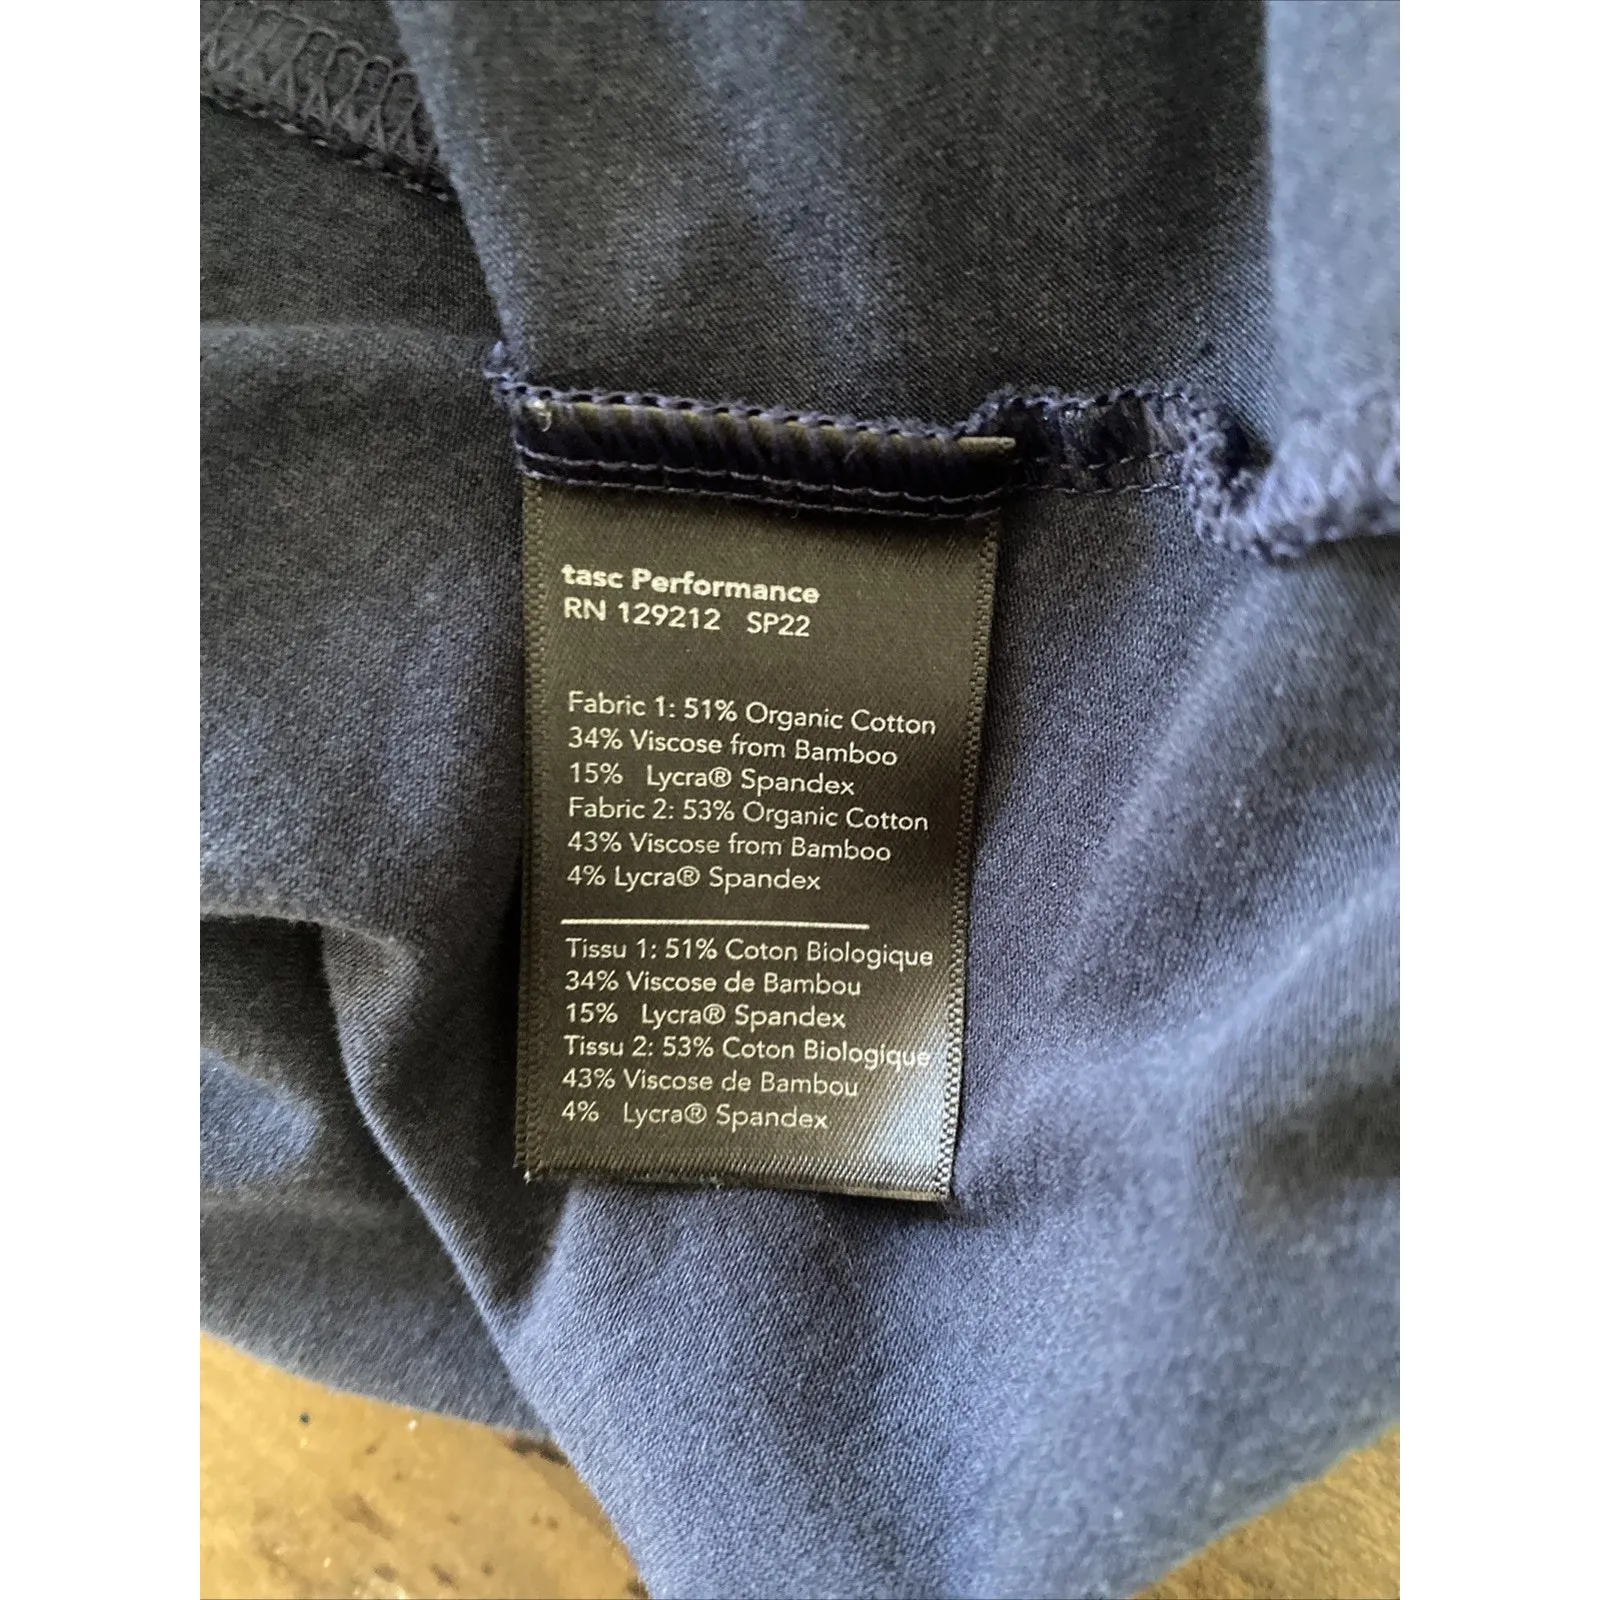 tasc Performance
RN 129212 SP22
Fabric 1: 51% Organic Cotton
34% Viscose from Bamboo
15% Lycra® Spandex
Fabric 2: 53% Organic Cotton
43% Viscose from Bamboo
4% Lycra® Spandex
Tissu 1: 51% Coton Biologique
34% Viscose de Bambou
15% Lycra® Spandex
Tissu 2: 53% Coton Biologique
43% Viscose de Bambou
4% Lycra® Spandex